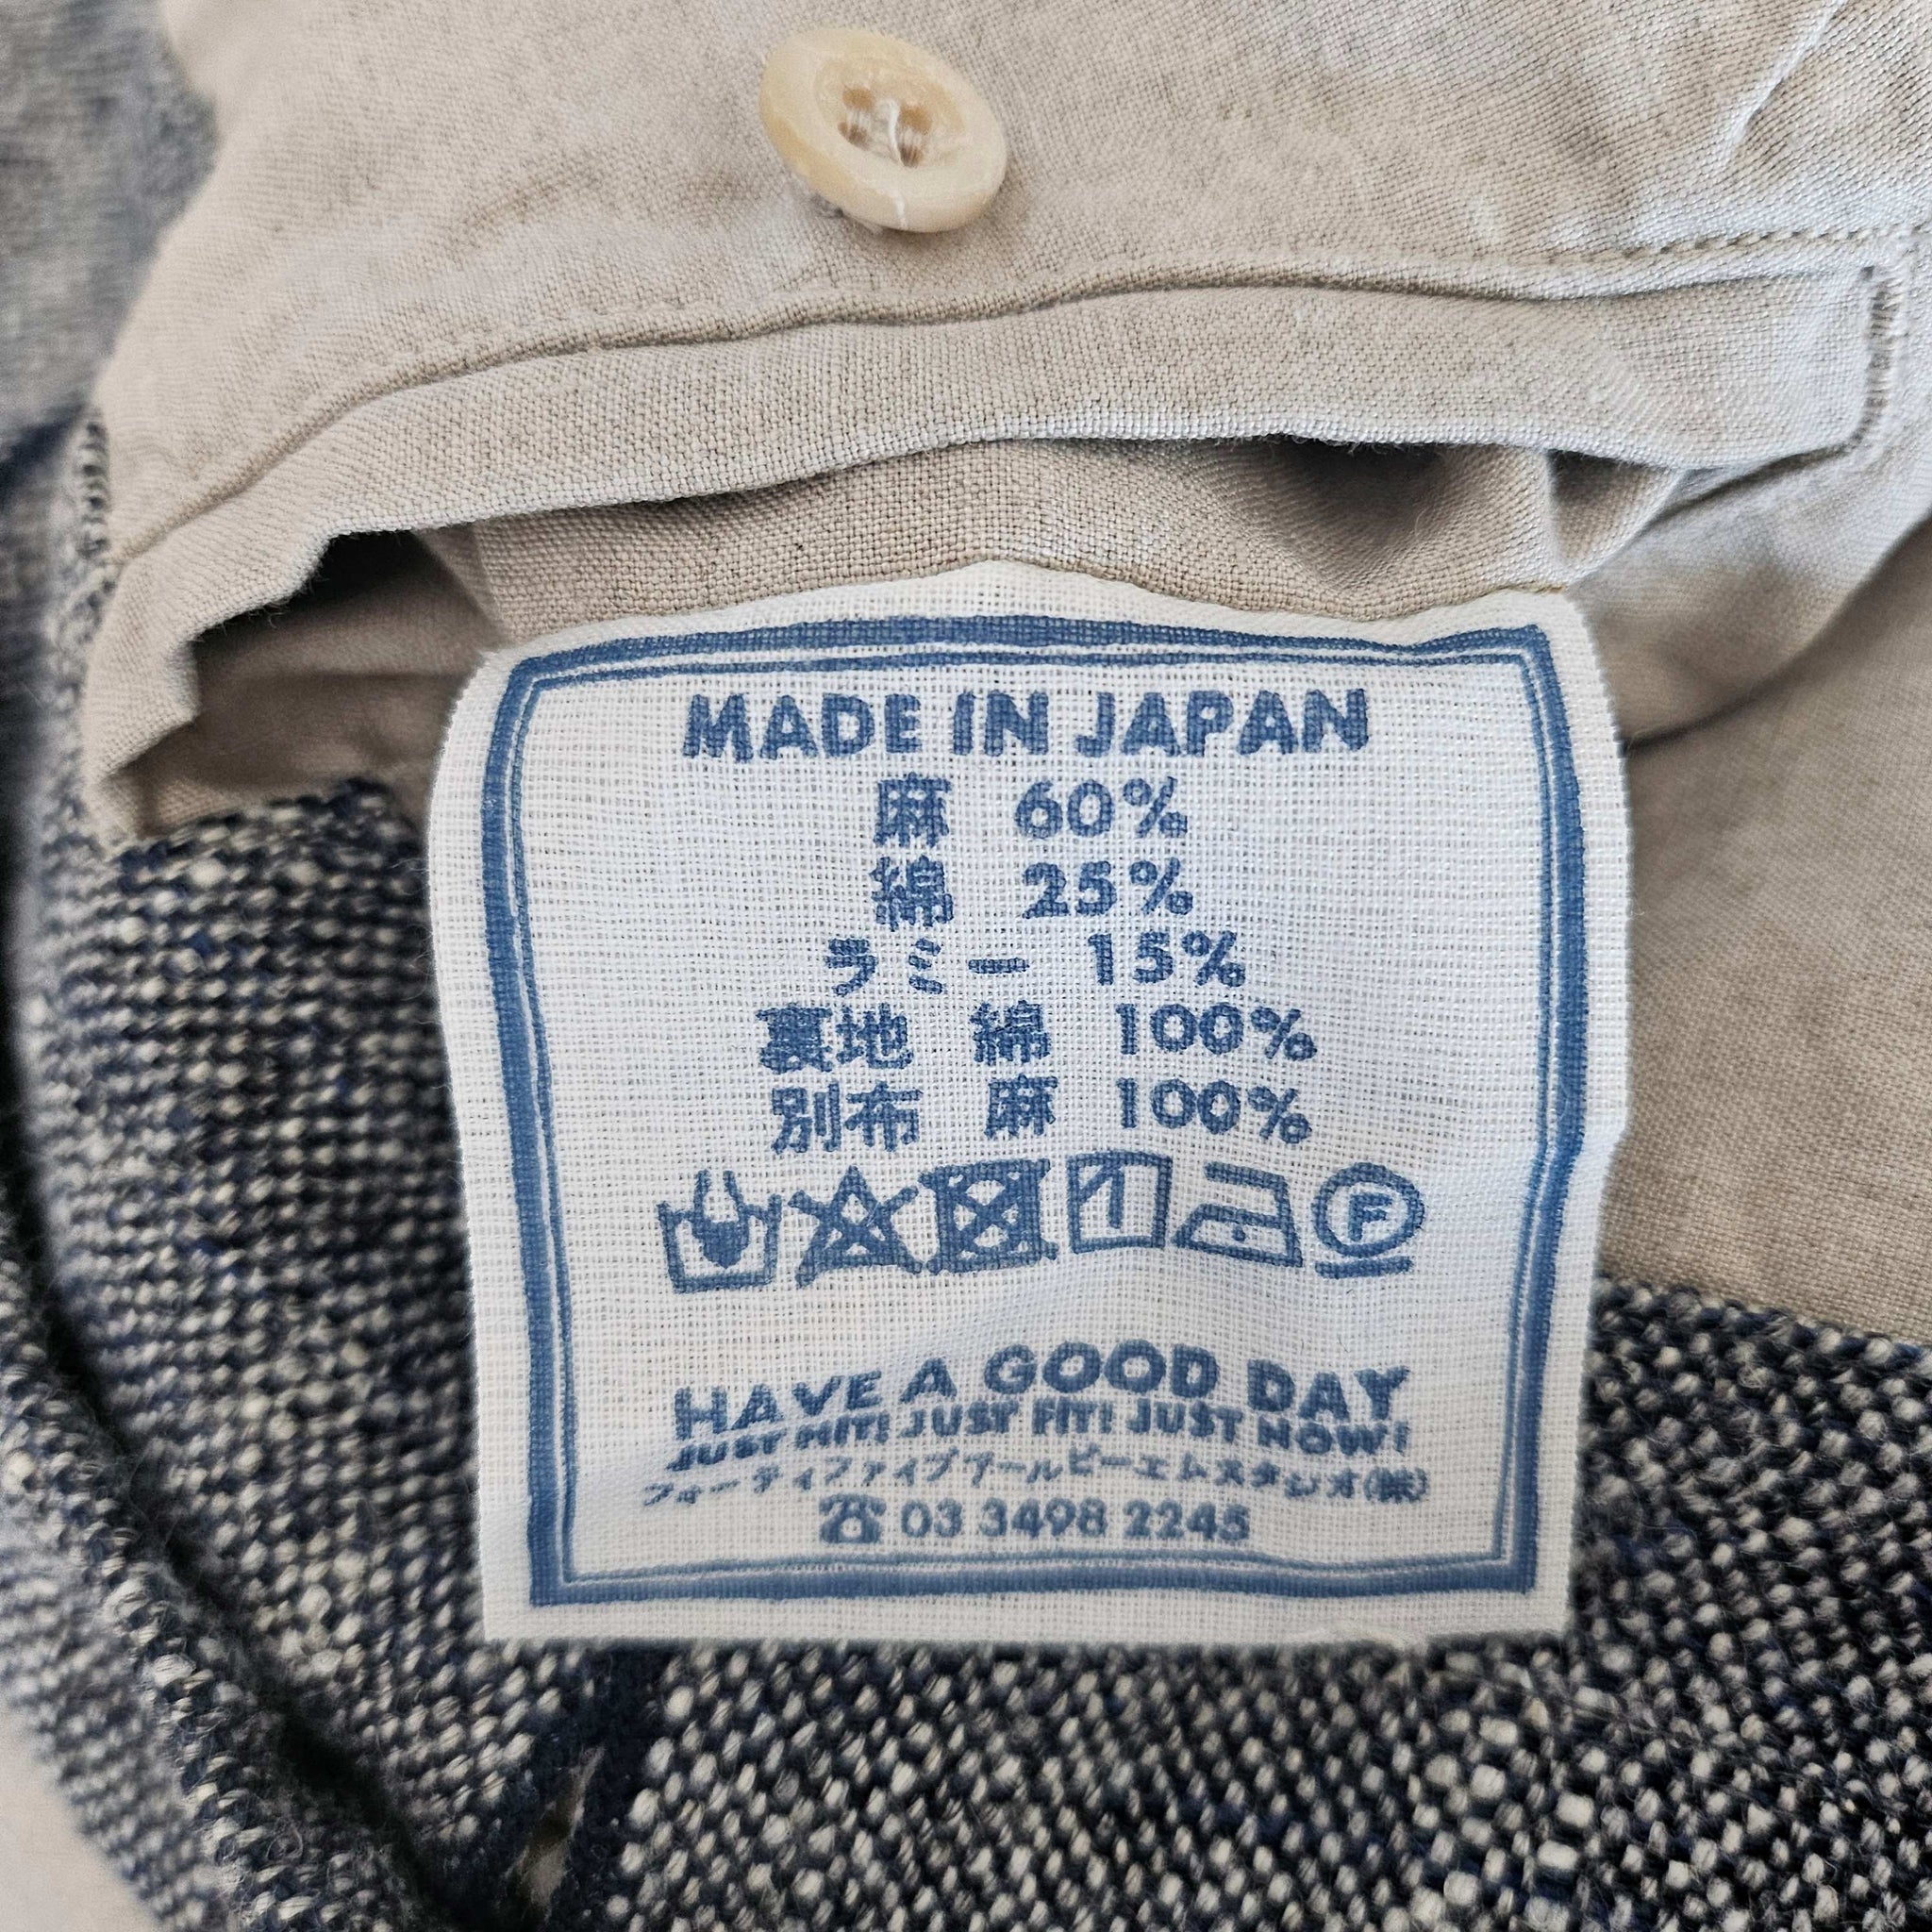 MADE IN JAPAN
麻 60%
綿 25%
ラミー 15%
裏地 綿 100%
別布 麻 100%
F
HAVE A GOOD DAY
JUST HIT! JUST FIT! JUST NOW!
フォーティファイブアールピーエムスタジオ(株)
☎ 03 3498 2245